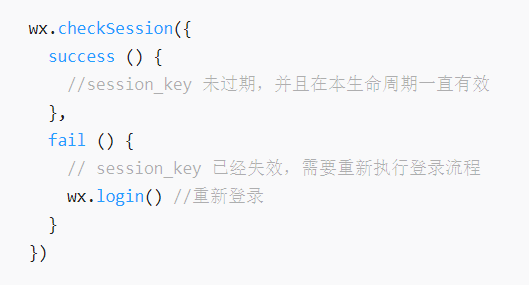 wx.checkSession({
  success () {
    //session_key 未过期，并且在本生命周期一直有效
  },
  fail () {
    // session_key 已经失效，需要重新执行登录流程
    wx.login() //重新登录
  }
})